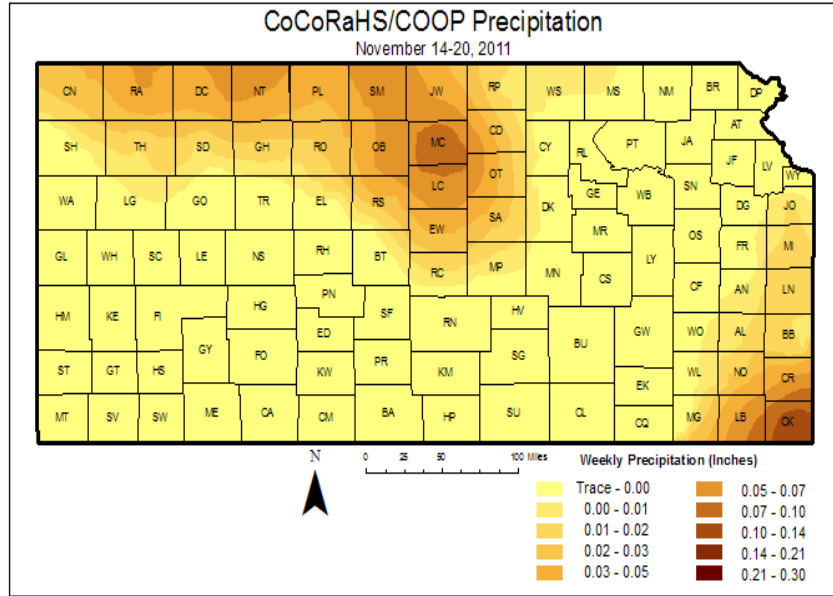 CoCoRaHS/COOP Precipitation
November 14-20, 2011
CN RA DC NT PL SM JW RP WS MS NM BR DP
SH TH SD GH RO OB MC CD CY RL PT JA AT
LC OT GE WB SN JF LV WY
WA LG GO TR EL RS EW SA DK MR DG JO
GL WH SC LE NS RH BT RC MP MN CS LY OS FR MI
HM KE FI HG PN SF RN HV CF AN LN
GY FO ED PR SG BU GW WO AL BB
ST GT HS KW KM EK WL NO CR
MT SV SW ME CA CM BA HP SU CL CQ MG LB CK
N
0 25 50 100 Miles
Weekly Precipitation (Inches)
Trace - 0.00
0.00 - 0.01
0.01 - 0.02
0.02 - 0.03
0.03 - 0.05
0.05 - 0.07
0.07 - 0.10
0.10 - 0.14
0.14 - 0.21
0.21 - 0.30